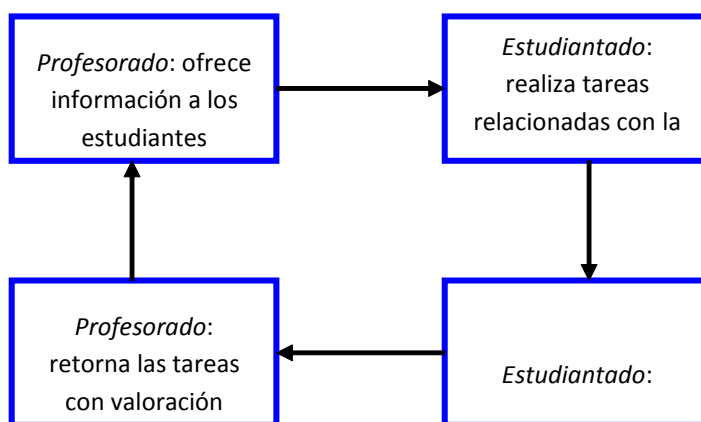 Profesorado: ofrece
información a los
estudiantes
Estudiantado:
realiza tareas
relacionadas con la
Profesorado:
retorna las tareas
con valoración
Estudiantado: